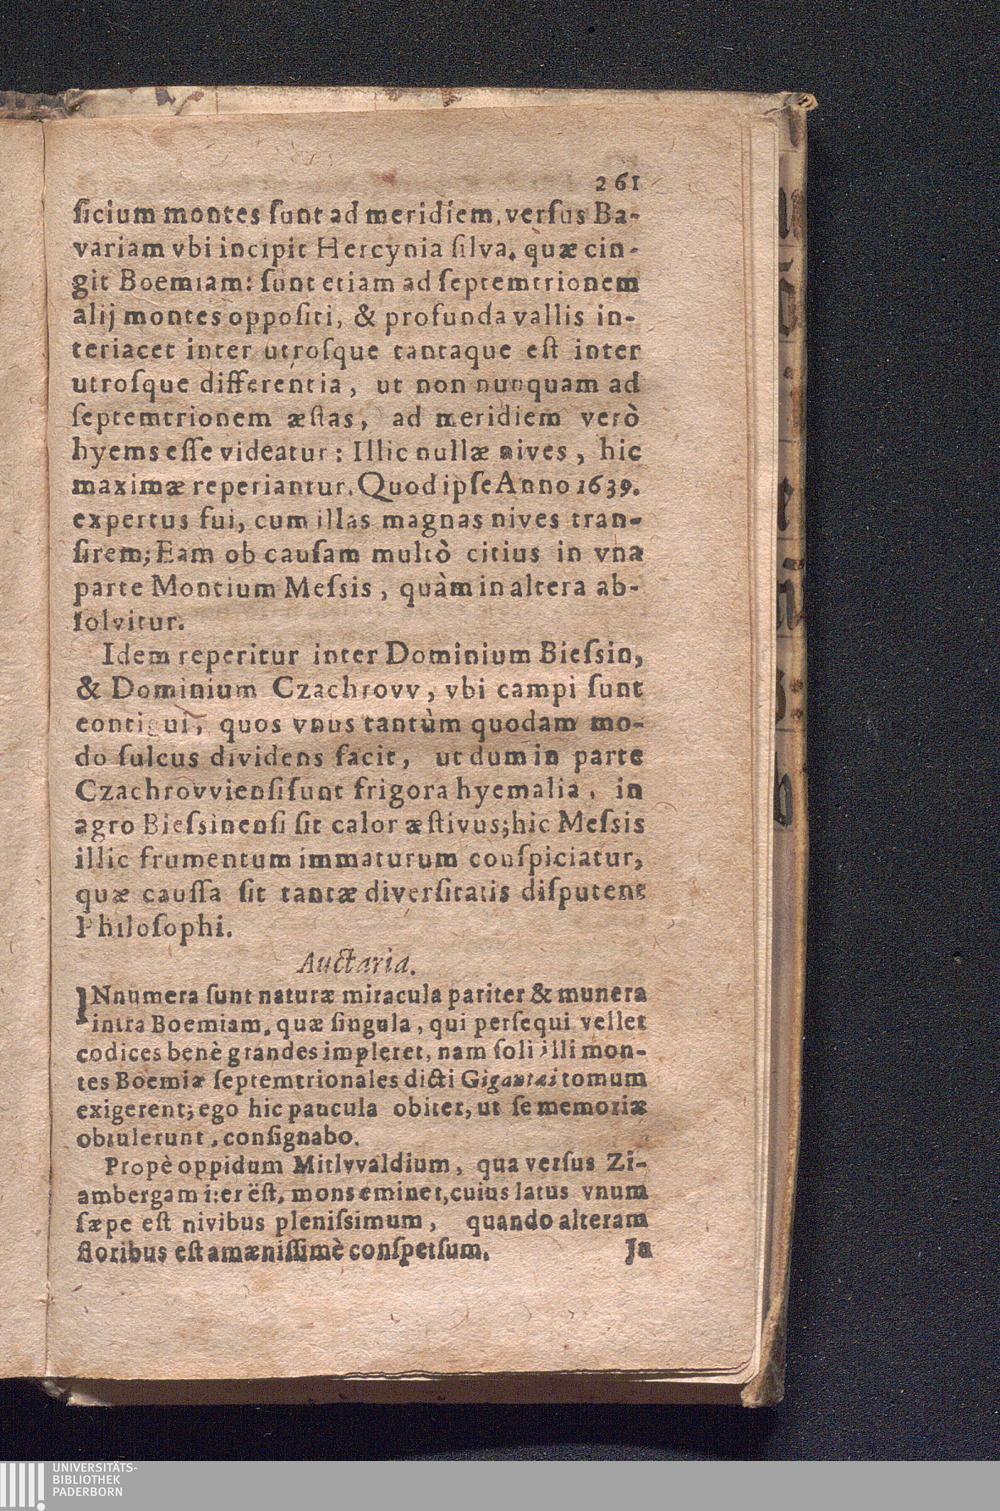 261
ſicium montes ſunt ad meridiem, verſus Ba-
variam vbi incipit Hercynia ſilva, quæ cin-
git Boemiam: ſunt etiam ad ſeptemtrionem
alij montes oppoſiti, & profunda vallis in-
teriacet inter utroſque tantaque eſt inter
utroſque differentia, ut non nunquam ad
ſeptemtrionem æſtas, ad meridiem verò
hyems eſſe videatur: Illic nullæ nives, hic
maximæ reperiantur. Quod ipſe Anno 1639.
expertus fui, cum illas magnas nives tran-
ſirem; Eam ob cauſam multò citius in vna
parte Montium Meſsis, quàm in altera ab-
ſolvitur.
Idem reperitur inter Dominium Bieſsin,
& Dominium Czachrovv, vbi campi ſunt
contigui, quos vnus tantùm quodam mo-
do ſulcus dividens facit, ut dum in parte
Czachrovvienſi ſunt frigora hyemalia, in
agro Bieſsinenſi ſit calor æſtivus; hic Meſsis
illic frumentum immaturum conſpiciatur,
quæ cauſſa ſit tantæ diverſitatis diſputent
Philoſophi.
Auctaria.
INnumera ſunt naturæ miracula pariter & munera
intra Boemiam, quæ ſingula, qui perſequi vellet
codices benè grandes impleret, nam ſoli illi mon-
tes Boemiæ ſeptemtrionales dicti Gigantæi tomum
exigerent; ego hic paucula obiter, ut ſe memoriæ
obtulerunt, conſignabo.
Propè oppidum Mitlvvaldium, qua verſus Zi-
ambergam iter ëſt, mons eminet, cuius latus vnum
ſæpe eſt nivibus pleniſsimum, quando alteram
floribus eſt amæniſſimè conſpetſum. Ja
UNIVERSITÄTS-
BIBLIOTHEK
PADERBORN